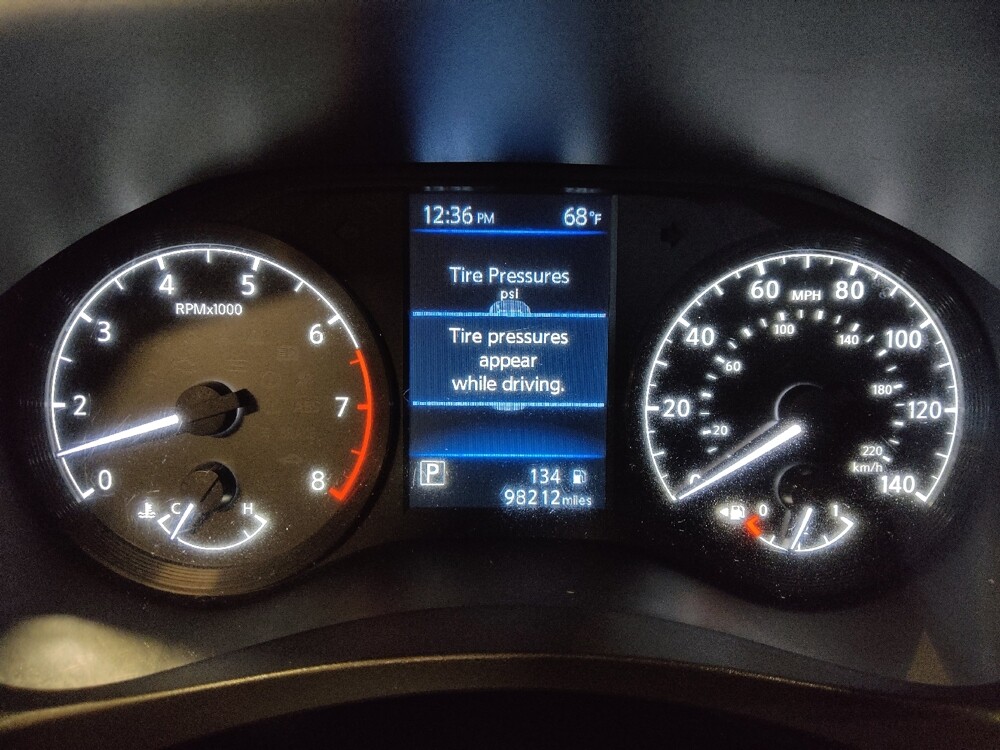 12:36 PM 68°F
Tire Pressures
psi
Tire pressures
appear
while driving.
P 134
98212 miles
4 5
RPMx1000
3 6
2 7
0 8
C H
60 MPH 80
40 100 140 100
60 180
20 120
20 220
km/h
0 140
0 1